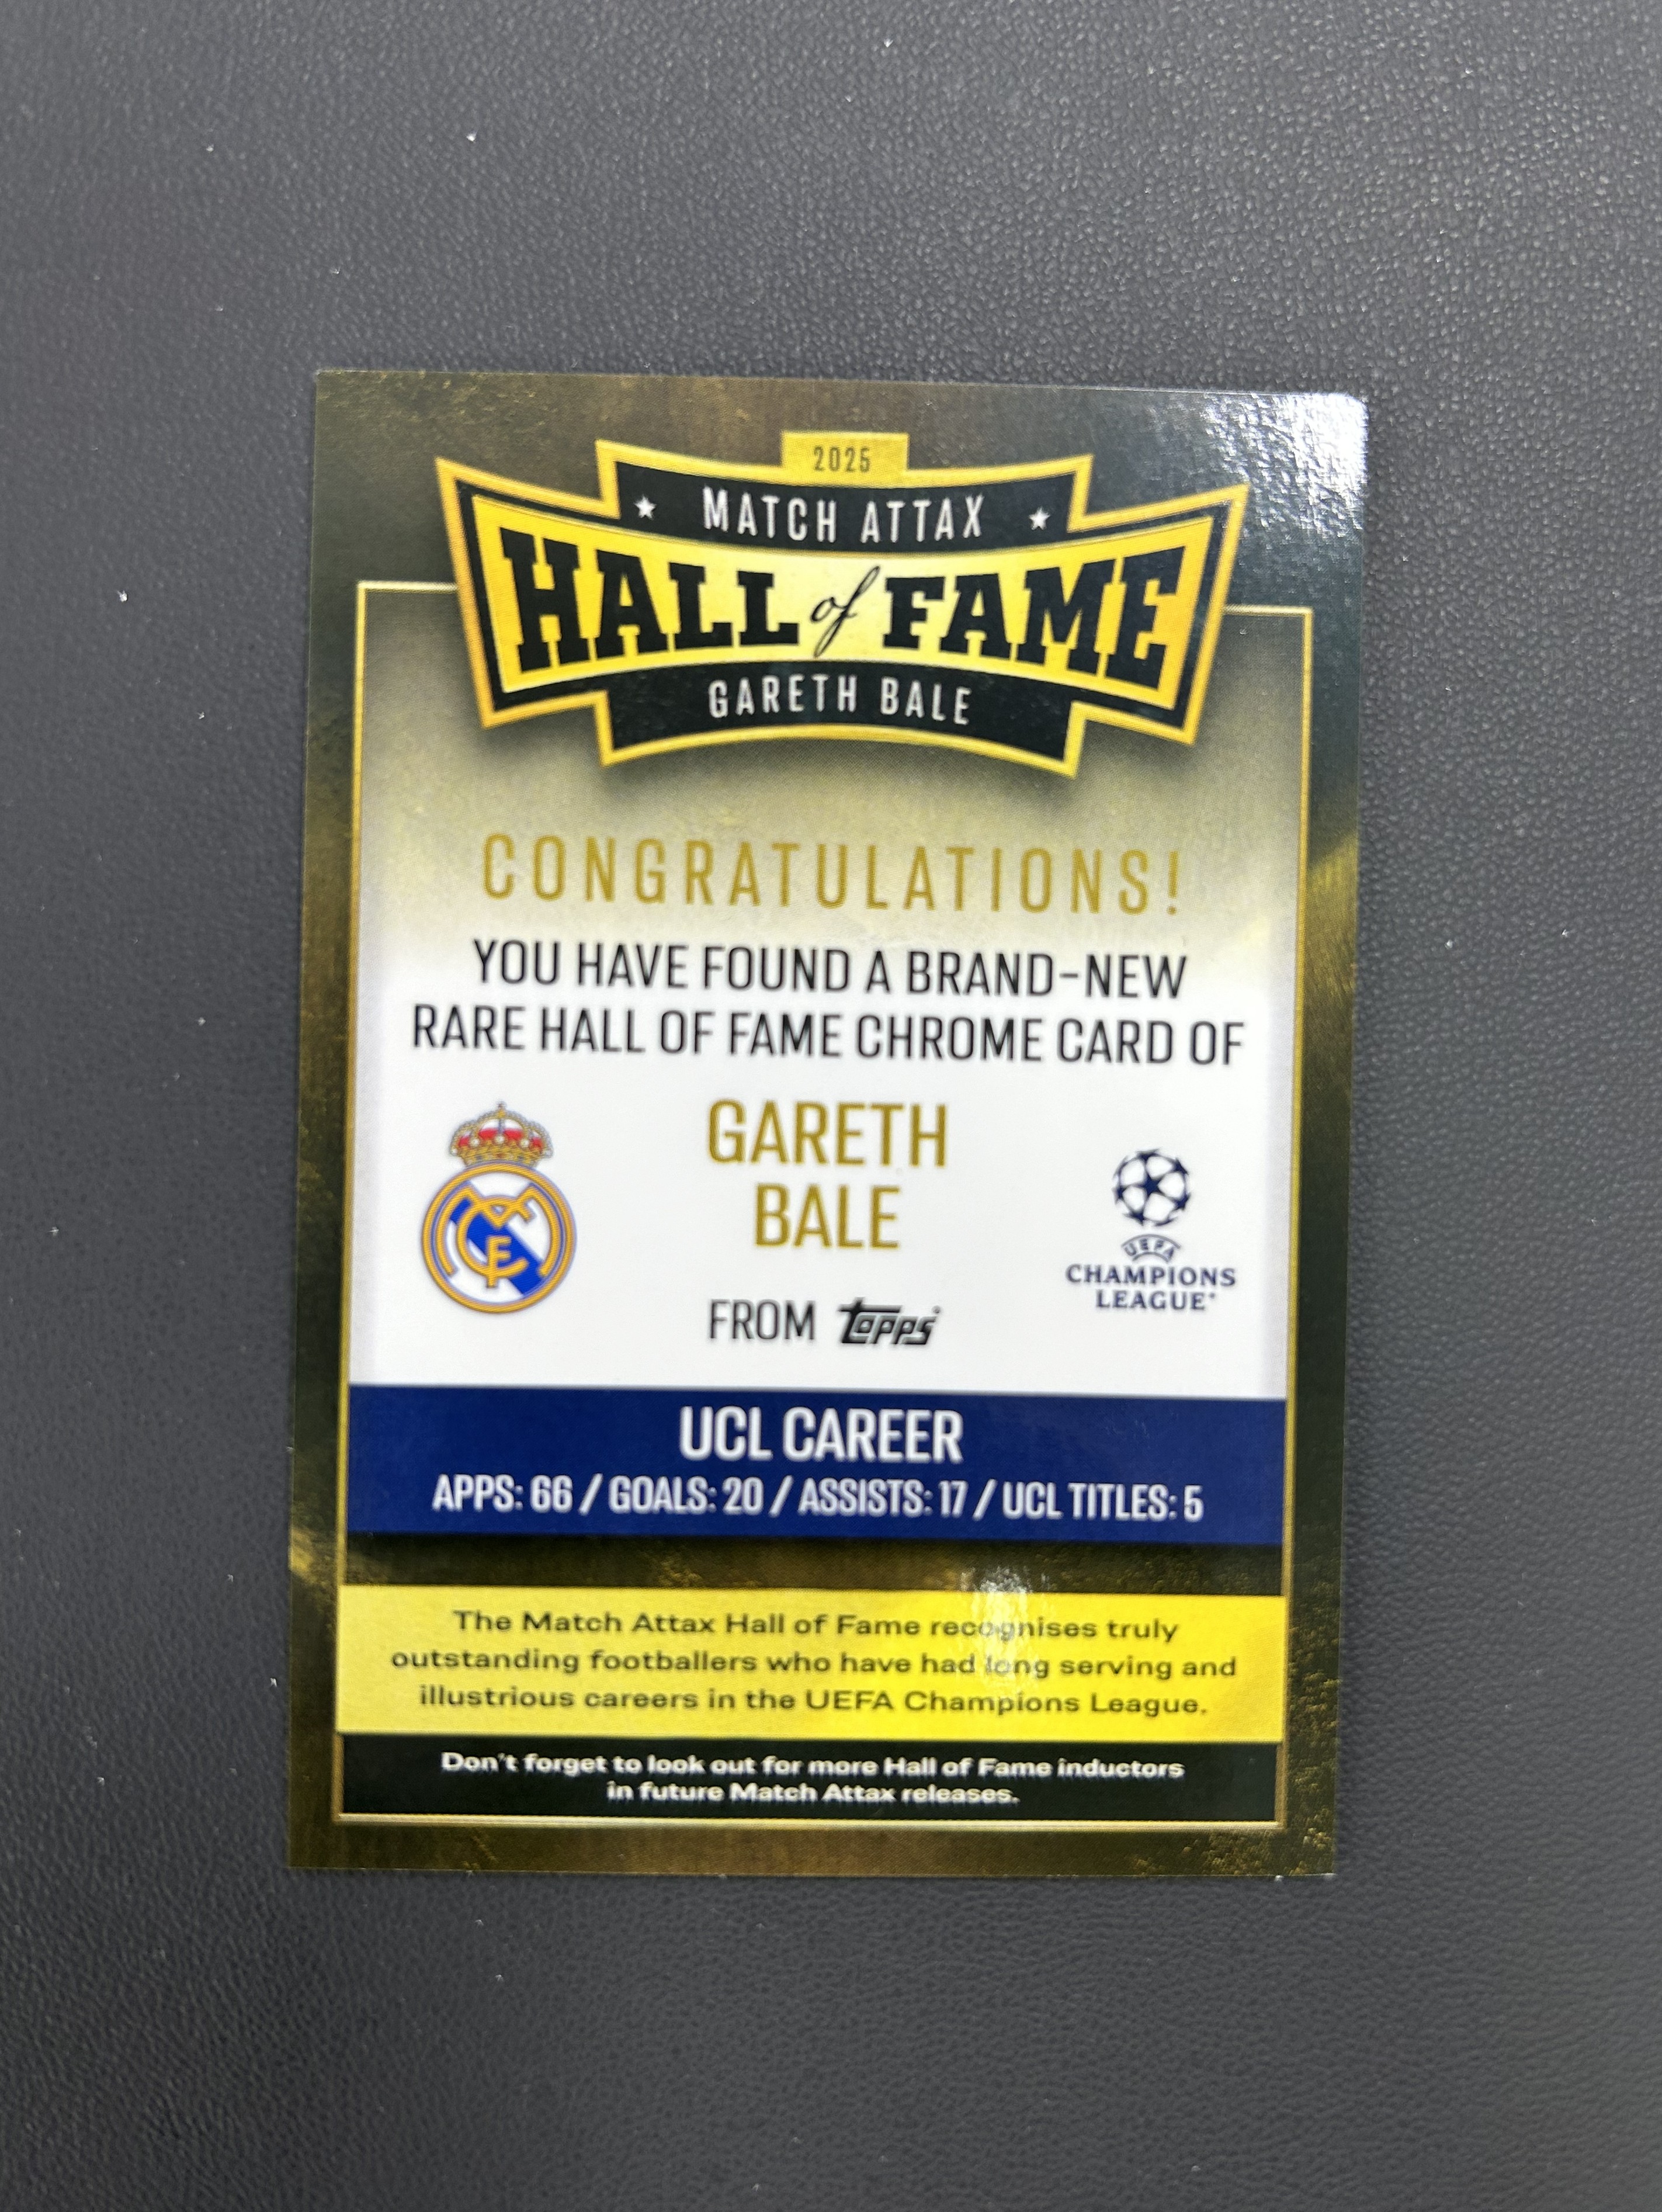 2025
MATCH ATTAX
HALL of FAME
GARETH BALE
CONGRATULATIONS!
YOU HAVE FOUND A BRAND-NEW
RARE HALL OF FAME CHROME CARD OF
GARETH
BALE
UEFA
CHAMPIONS
LEAGUE
FROM topps
UCL CAREER
APPS: 66 / GOALS: 20 / ASSISTS: 17 / UCL TITLES: 5
The Match Attax Hall of Fame recognises truly
outstanding footballers who have had long serving and
illustrious careers in the UEFA Champions League.
Don't forget to look out for more Hall of Fame inductors
in future Match Attax releases.